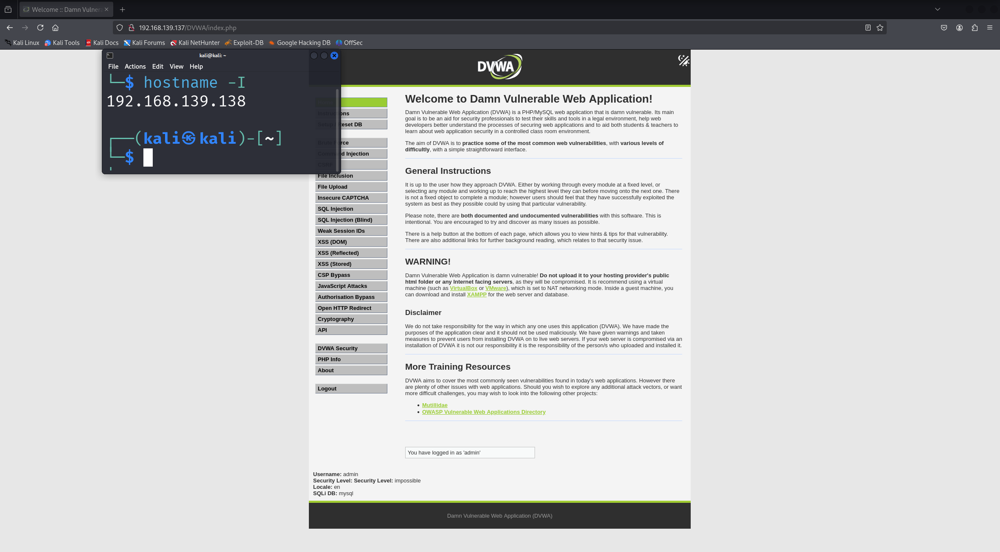 Welcome :: Damn Vulnera
192.168.139.137/DVWA/index.php
Kali Linux
Kali Tools
Kali Docs
Kali Forums
Kali NetHunter
Exploit-DB
Google Hacking DB
OffSec
kali@kali: ~
File Actions Edit View Help
└─$ hostname -I
192.168.139.138
┌──(kali㉿kali)-[~]
└─$
DVWA
Home
Instructions
Setup / Reset DB
Brute Force
Command Injection
CSRF
File Inclusion
File Upload
Insecure CAPTCHA
SQL Injection
SQL Injection (Blind)
Weak Session IDs
XSS (DOM)
XSS (Reflected)
XSS (Stored)
CSP Bypass
JavaScript Attacks
Authorisation Bypass
Open HTTP Redirect
Cryptography
API
DVWA Security
PHP Info
About
Logout
Welcome to Damn Vulnerable Web Application!
Damn Vulnerable Web Application (DVWA) is a PHP/MySQL web application that is damn vulnerable. Its main
goal is to be an aid for security professionals to test their skills and tools in a legal environment, help web
developers better understand the processes of securing web applications and to aid both students & teachers to
learn about web application security in a controlled class room environment.
The aim of DVWA is to practice some of the most common web vulnerabilities, with various levels of
difficultly, with a simple straightforward interface.
General Instructions
It is up to the user how they approach DVWA. Either by working through every module at a fixed level, or
selecting any module and working up to reach the highest level they can before moving onto the next one. There
is not a fixed object to complete a module; however users should feel that they have successfully exploited the
system as best as they possible could by using that particular vulnerability.
Please note, there are both documented and undocumented vulnerabilities with this software. This is
intentional. You are encouraged to try and discover as many issues as possible.
There is a help button at the bottom of each page, which allows you to view hints & tips for that vulnerability.
There are also additional links for further background reading, which relates to that security issue.
WARNING!
Damn Vulnerable Web Application is damn vulnerable! Do not upload it to your hosting provider's public
html folder or any Internet facing servers, as they will be compromised. It is recommend using a virtual
machine (such as VirtualBox or VMware), which is set to NAT networking mode. Inside a guest machine, you
can download and install XAMPP for the web server and database.
Disclaimer
We do not take responsibility for the way in which any one uses this application (DVWA). We have made the
purposes of the application clear and it should not be used maliciously. We have given warnings and taken
measures to prevent users from installing DVWA on to live web servers. If your web server is compromised via an
installation of DVWA it is not our responsibility it is the responsibility of the person/s who uploaded and installed it.
More Training Resources
DVWA aims to cover the most commonly seen vulnerabilities found in today's web applications. However there
are plenty of other issues with web applications. Should you wish to explore any additional attack vectors, or want
more difficult challenges, you may wish to look into the following other projects:
• Mutillidae
• OWASP Vulnerable Web Applications Directory
You have logged in as 'admin'
Username: admin
Security Level: Security Level: impossible
Locale: en
SQLi DB: mysql
Damn Vulnerable Web Application (DVWA)